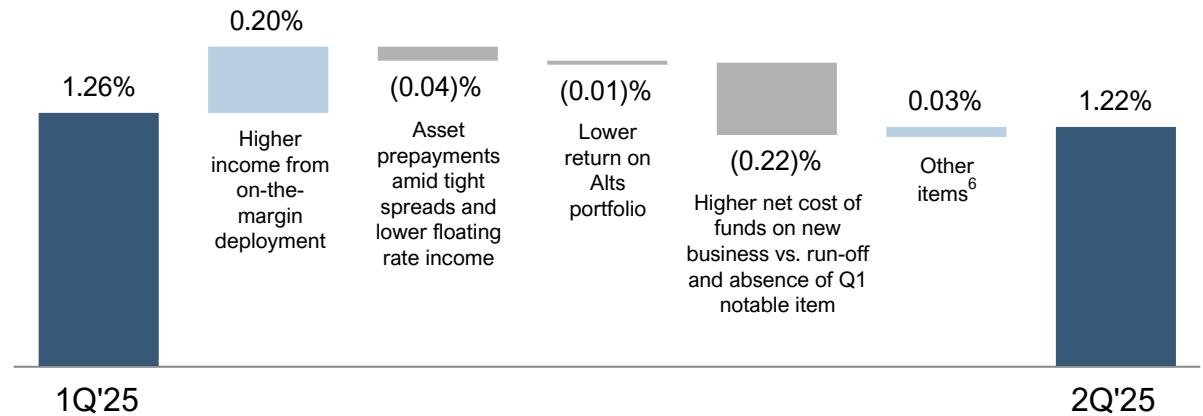 1.26%
0.20%
Higher
income from
on-the-
margin
deployment
(0.04)%
Asset
prepayments
amid tight
spreads and
lower floating
rate income
(0.01)%
Lower
return on
Alts
portfolio
(0.22)%
Higher net cost of
funds on new
business vs. run-off
and absence of Q1
notable item
0.03%
Other
items6
1.22%
1Q'25
2Q'25